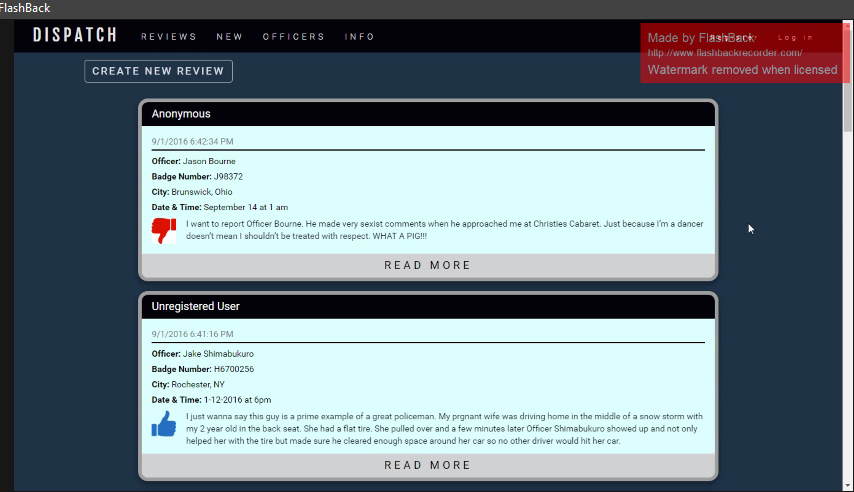 FlashBack
DISPATCH REVIEWS NEW OFFICERS INFO Log in
Made by FlashBack
http://www.flashbackrecorder.com/
Watermark removed when licensed
CREATE NEW REVIEW
Anonymous
9/1/2016 6:42:34 PM
Officer: Jason Bourne
Badge Number: J98372
City: Brunswick, Ohio
Date & Time: September 14 at 1 am
I want to report Officer Bourne. He made very sexist comments when he approached me at Christies Cabaret. Just because I'm a dancer
doesn't mean I shouldn't be treated with respect. WHAT A PIG!!!
READ MORE
Unregistered User
9/1/2016 6:41:16 PM
Officer: Jake Shimabukuro
Badge Number: H6700256
City: Rochester, NY
Date & Time: 1-12-2016 at 6pm
I just wanna say this guy is a prime example of a great policeman. My prgnant wife was driving home in the middle of a snow storm with
my 2 year old in the back seat. She had a flat tire. She pulled over and a few minutes later Officer Shimabukuro showed up and not only
helped her with the tire but made sure he cleared enough space around her car so no other driver would hit her car.
READ MORE